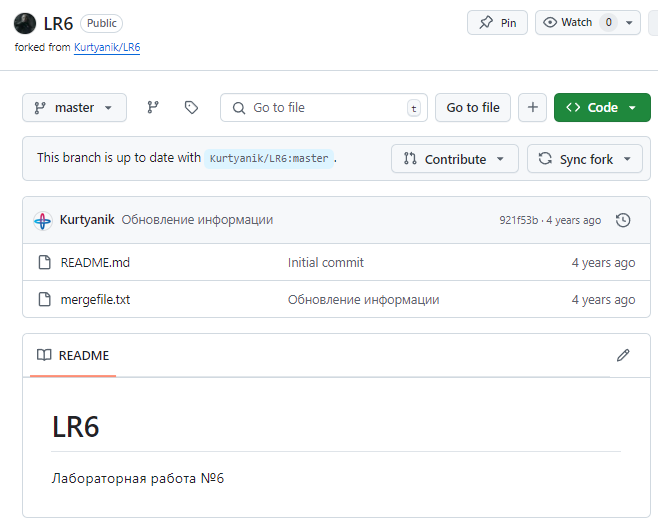 LR6 Public Pin Watch 0
forked from Kurtyanik/LR6
master Go to file t Go to file Code
This branch is up to date with Kurtyanik/LR6:master . Contribute Sync fork
Kurtyanik Обновление информации 921f53b · 4 years ago
README.md Initial commit 4 years ago
mergefile.txt Обновление информации 4 years ago
README
LR6
Лабораторная работа №6